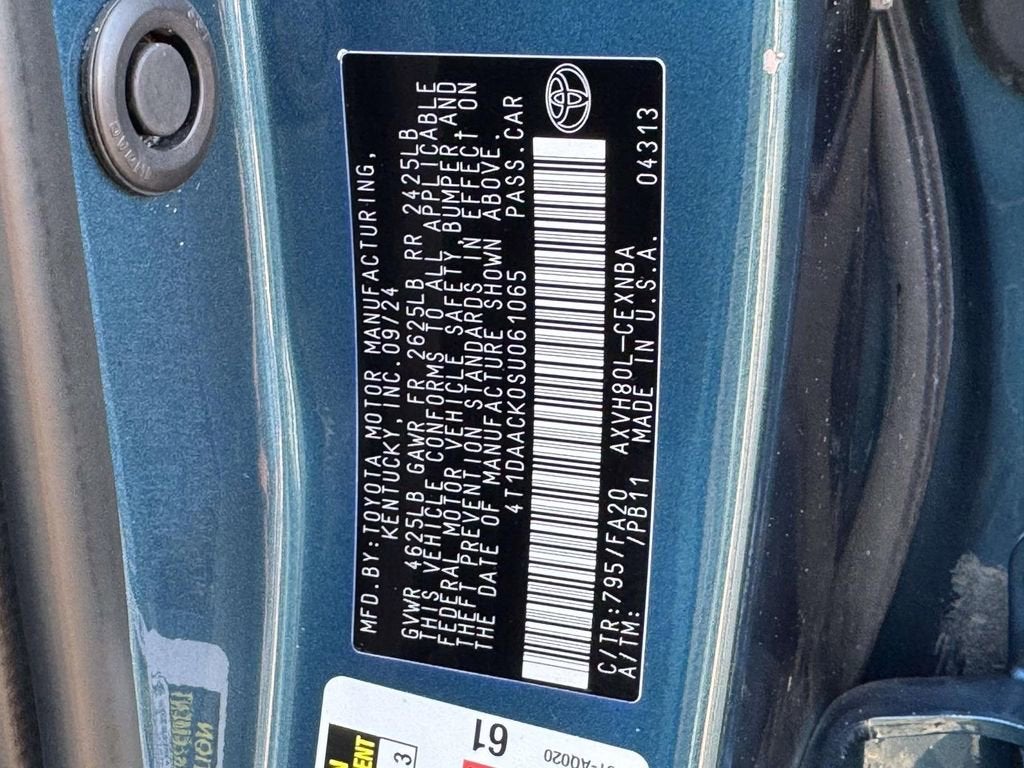 MFD.BY:TOYOTA MOTOR MANUFACTURING,
KENTUCKY, INC.09/24
GVWR 4625LB GAWR FR 2625LB RR 2425LB
THIS VEHICLE CONFORMS TO ALL APPLICABLE
FEDERAL MOTOR VEHICLE SAFETY, BUMPER AND
THEFT PREVENTION STANDARDS IN EFFECT ON
THE DATE OF MANUFACTURE SHOWN ABOVE.
4T1DAACK0SU061065 PASS.CAR
C/TR:795/FA20 AXVH80L-CEXNBA
A/TM: /PB11 MADE IN U.S.A. 04313
61
3